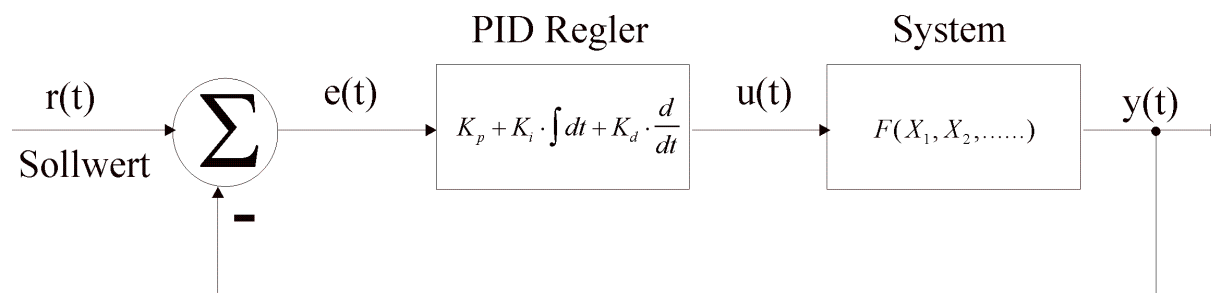 PID Regler
System
r(t)
Σ
e(t)
K_p + K_i · ∫ dt + K_d · d/dt
u(t)
F(X_1, X_2, ......)
y(t)
Sollwert
-